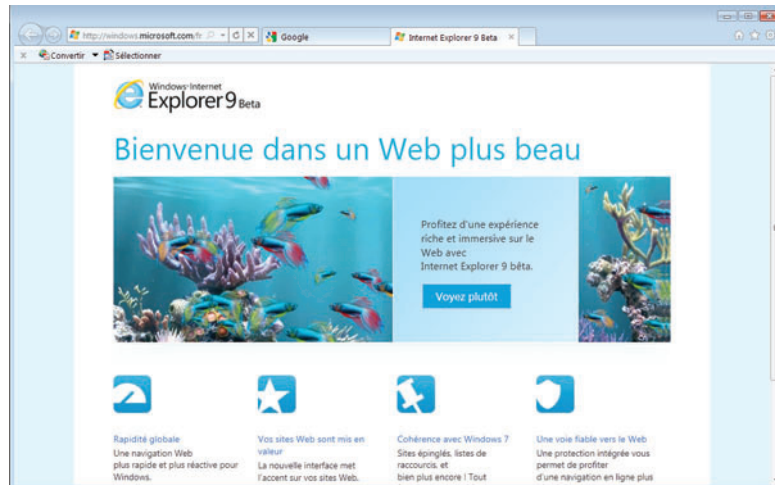 http://windows.microsoft.com/fr
Google
Internet Explorer 9 Beta
Convertir
Sélectionner
Windows Internet
Explorer 9 Beta
Bienvenue dans un Web plus beau
Profitez d'une expérience
riche et immersive sur le
Web avec
Internet Explorer 9 bêta.
Voyez plutôt
Rapidité globale
Une navigation Web
plus rapide et plus réactive pour
Windows.
Vos sites Web sont mis en
valeur
La nouvelle interface met
l'accent sur vos sites Web.
Cohérence avec Windows 7
Sites épinglés, listes de
raccourcis, et
bien plus encore ! Tout
Une voie fiable vers le Web
Une protection intégrée vous
permet de profiter
d'une navigation en ligne plus